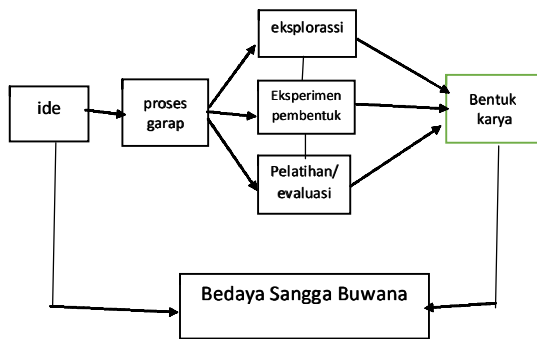 ide
proses
garap
eksplorassi
Eksperimen
pembentuk
Pelatihan/
evaluasi
Bentuk
karya
Bedaya Sangga Buwana